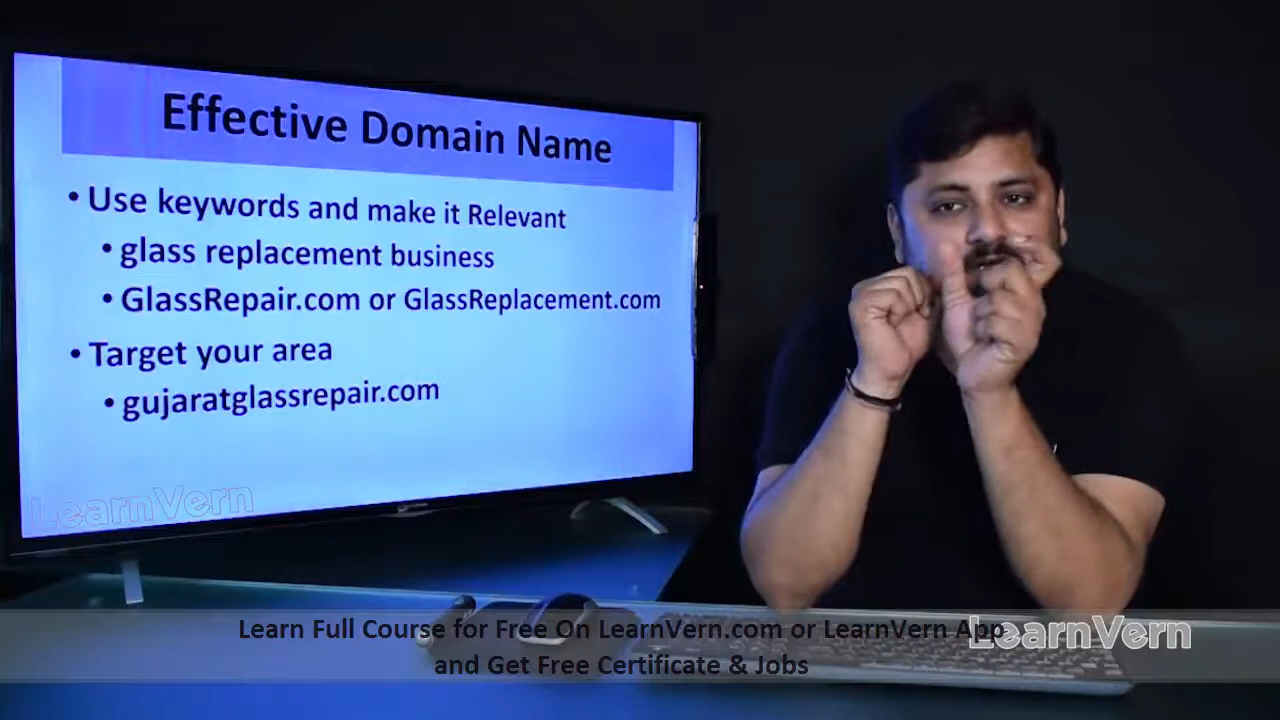 Effective Domain Name
• Use keywords and make it Relevant
• glass replacement business
• GlassRepair.com or GlassReplacement.com
• Target your area
• gujaratglassrepair.com
LearnVern
Learn Full Course for Free On LearnVern.com or LearnVern App
LearnVern
and Get Free Certificate & Jobs